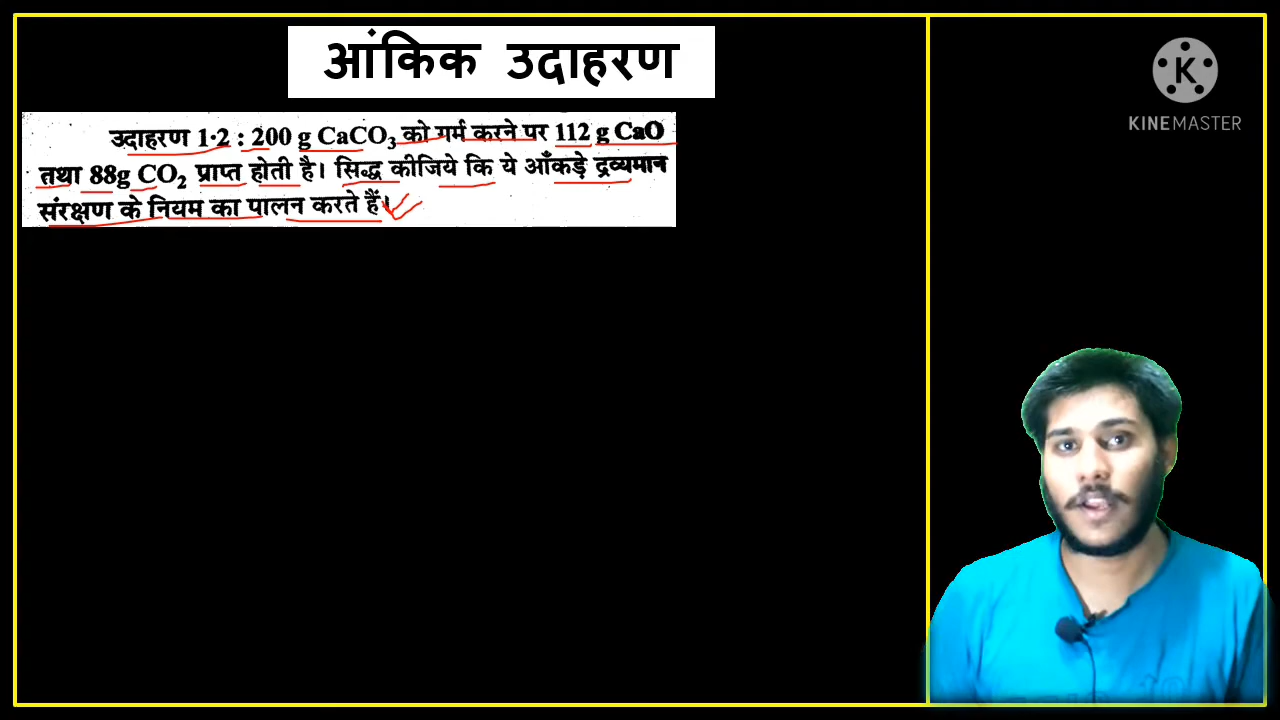 आंकिक उदाहरण
K
KINEMASTER
उदाहरण 1·2 : 200 g CaCO₃ को गर्म करने पर 112 g CaO
तथा 88g CO₂ प्राप्त होती है। सिद्ध कीजिये कि ये आँकड़े द्रव्यमान
संरक्षण के नियम का पालन करते हैं।